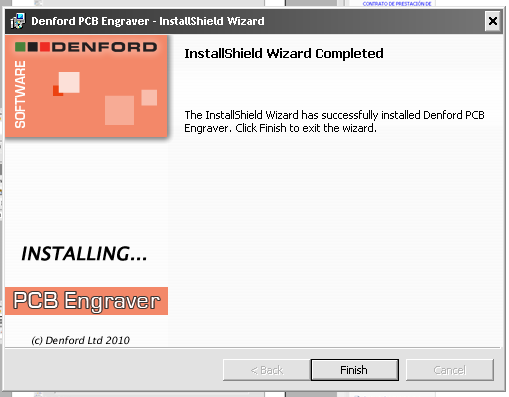 CONTRATO DE PRESTACIÓN DE
Denford PCB Engraver - InstallShield Wizard
DENFORD
SOFTWARE
InstallShield Wizard Completed
The InstallShield Wizard has successfully installed Denford PCB
Engraver. Click Finish to exit the wizard.
INSTALLING...
PCB Engraver
(c) Denford Ltd 2010
< Back
Finish
Cancel